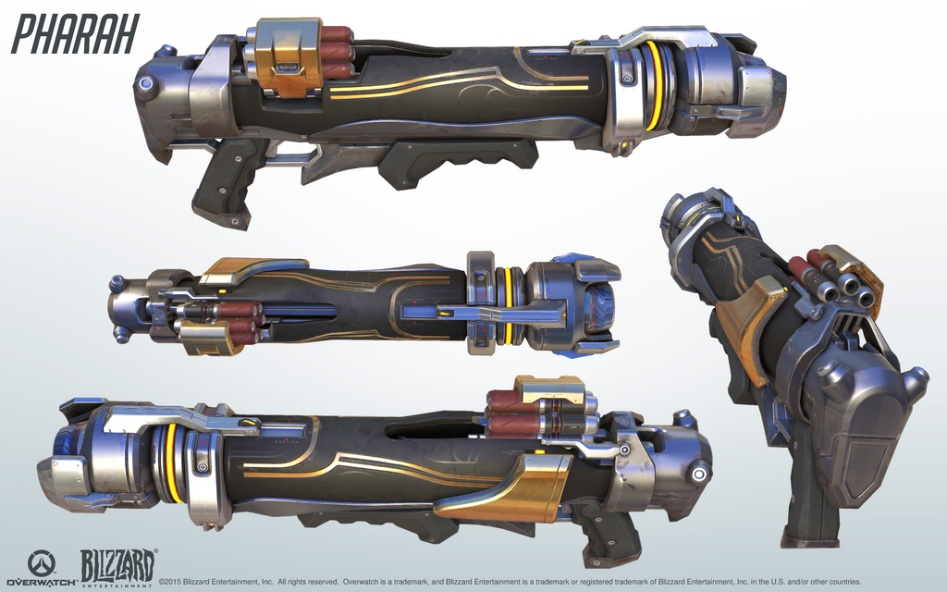 PHARAH
OVERWATCH
BLIZZARD
ENTERTAINMENT
©2015 Blizzard Entertainment, Inc. All rights reserved. Overwatch is a trademark, and Blizzard Entertainment is a trademark or registered trademark of Blizzard Entertainment, Inc. in the U.S. and/or other countries.